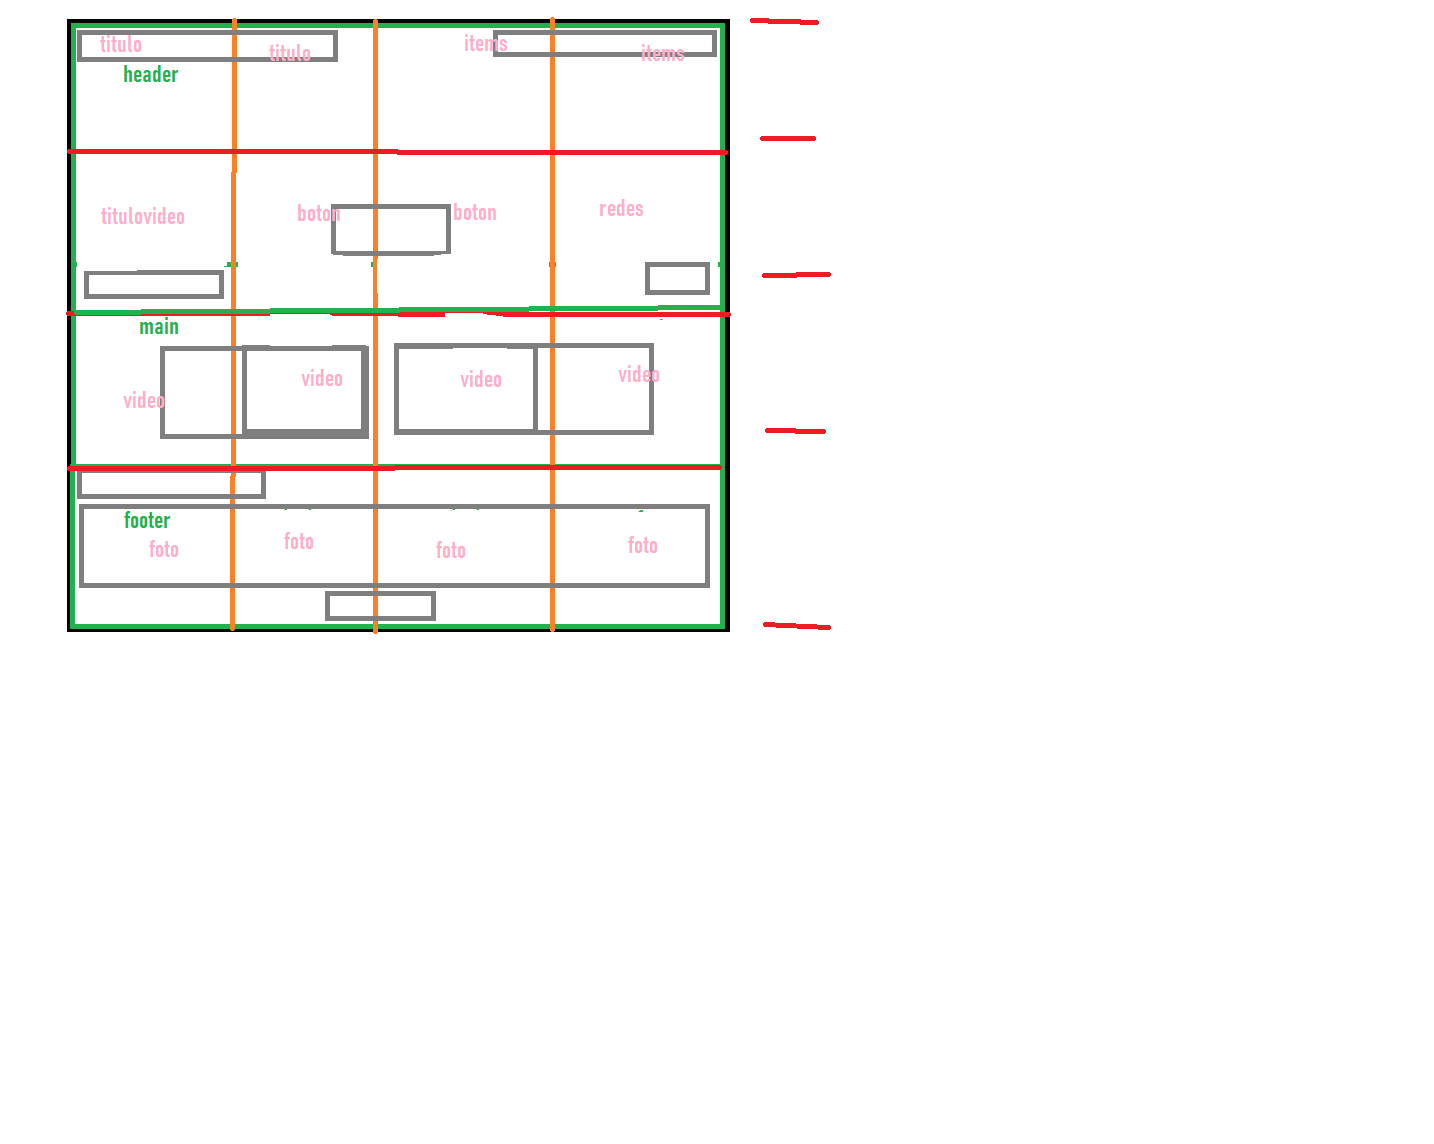 titulo titulo items items
header
titulovideo boton boton redes
main
video video video video
footer
foto foto foto foto